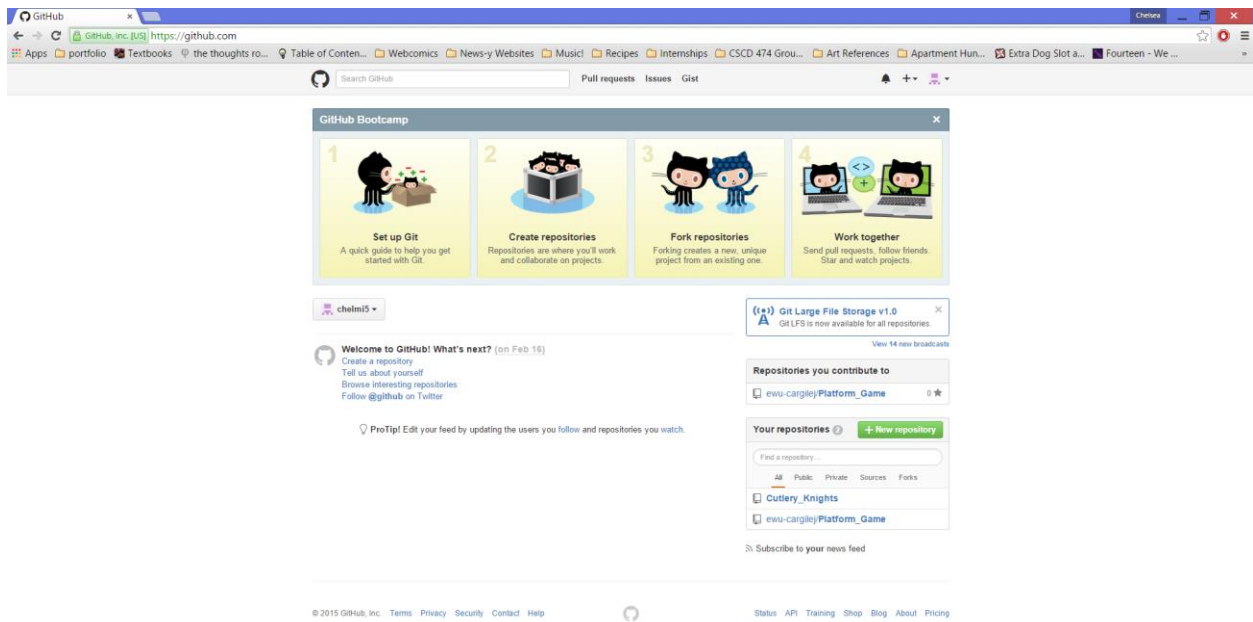 GitHub
Chelsea
GitHub, Inc. [US] https://github.com
Apps portfolio Textbooks the thoughts ro... Table of Conten... Webcomics News-y Websites Music! Recipes Internships CSCD 474 Grou... Art References Apartment Hun... Extra Dog Slot a... Fourteen - We ... »
Search GitHub Pull requests Issues Gist
GitHub Bootcamp
1
Set up Git
A quick guide to help you get
started with Git.
2
Create repositories
Repositories are where you'll work
and collaborate on projects.
3
Fork repositories
Forking creates a new, unique
project from an existing one.
4
Work together
Send pull requests, follow friends.
Star and watch projects.
chelmi5
Welcome to GitHub! What's next? (on Feb 16)
Create a repository
Tell us about yourself
Browse interesting repositories
Follow @github on Twitter
ProTip! Edit your feed by updating the users you follow and repositories you watch.
Git Large File Storage v1.0
Git LFS is now available for all repositories.
View 14 new broadcasts
Repositories you contribute to
ewu-cargilej/Platform_Game 0
Your repositories 2 New repository
Find a repository...
All Public Private Sources Forks
Cutlery_Knights
ewu-cargilej/Platform_Game
Subscribe to your news feed
© 2015 GitHub, Inc. Terms Privacy Security Contact Help
Status API Training Shop Blog About Pricing